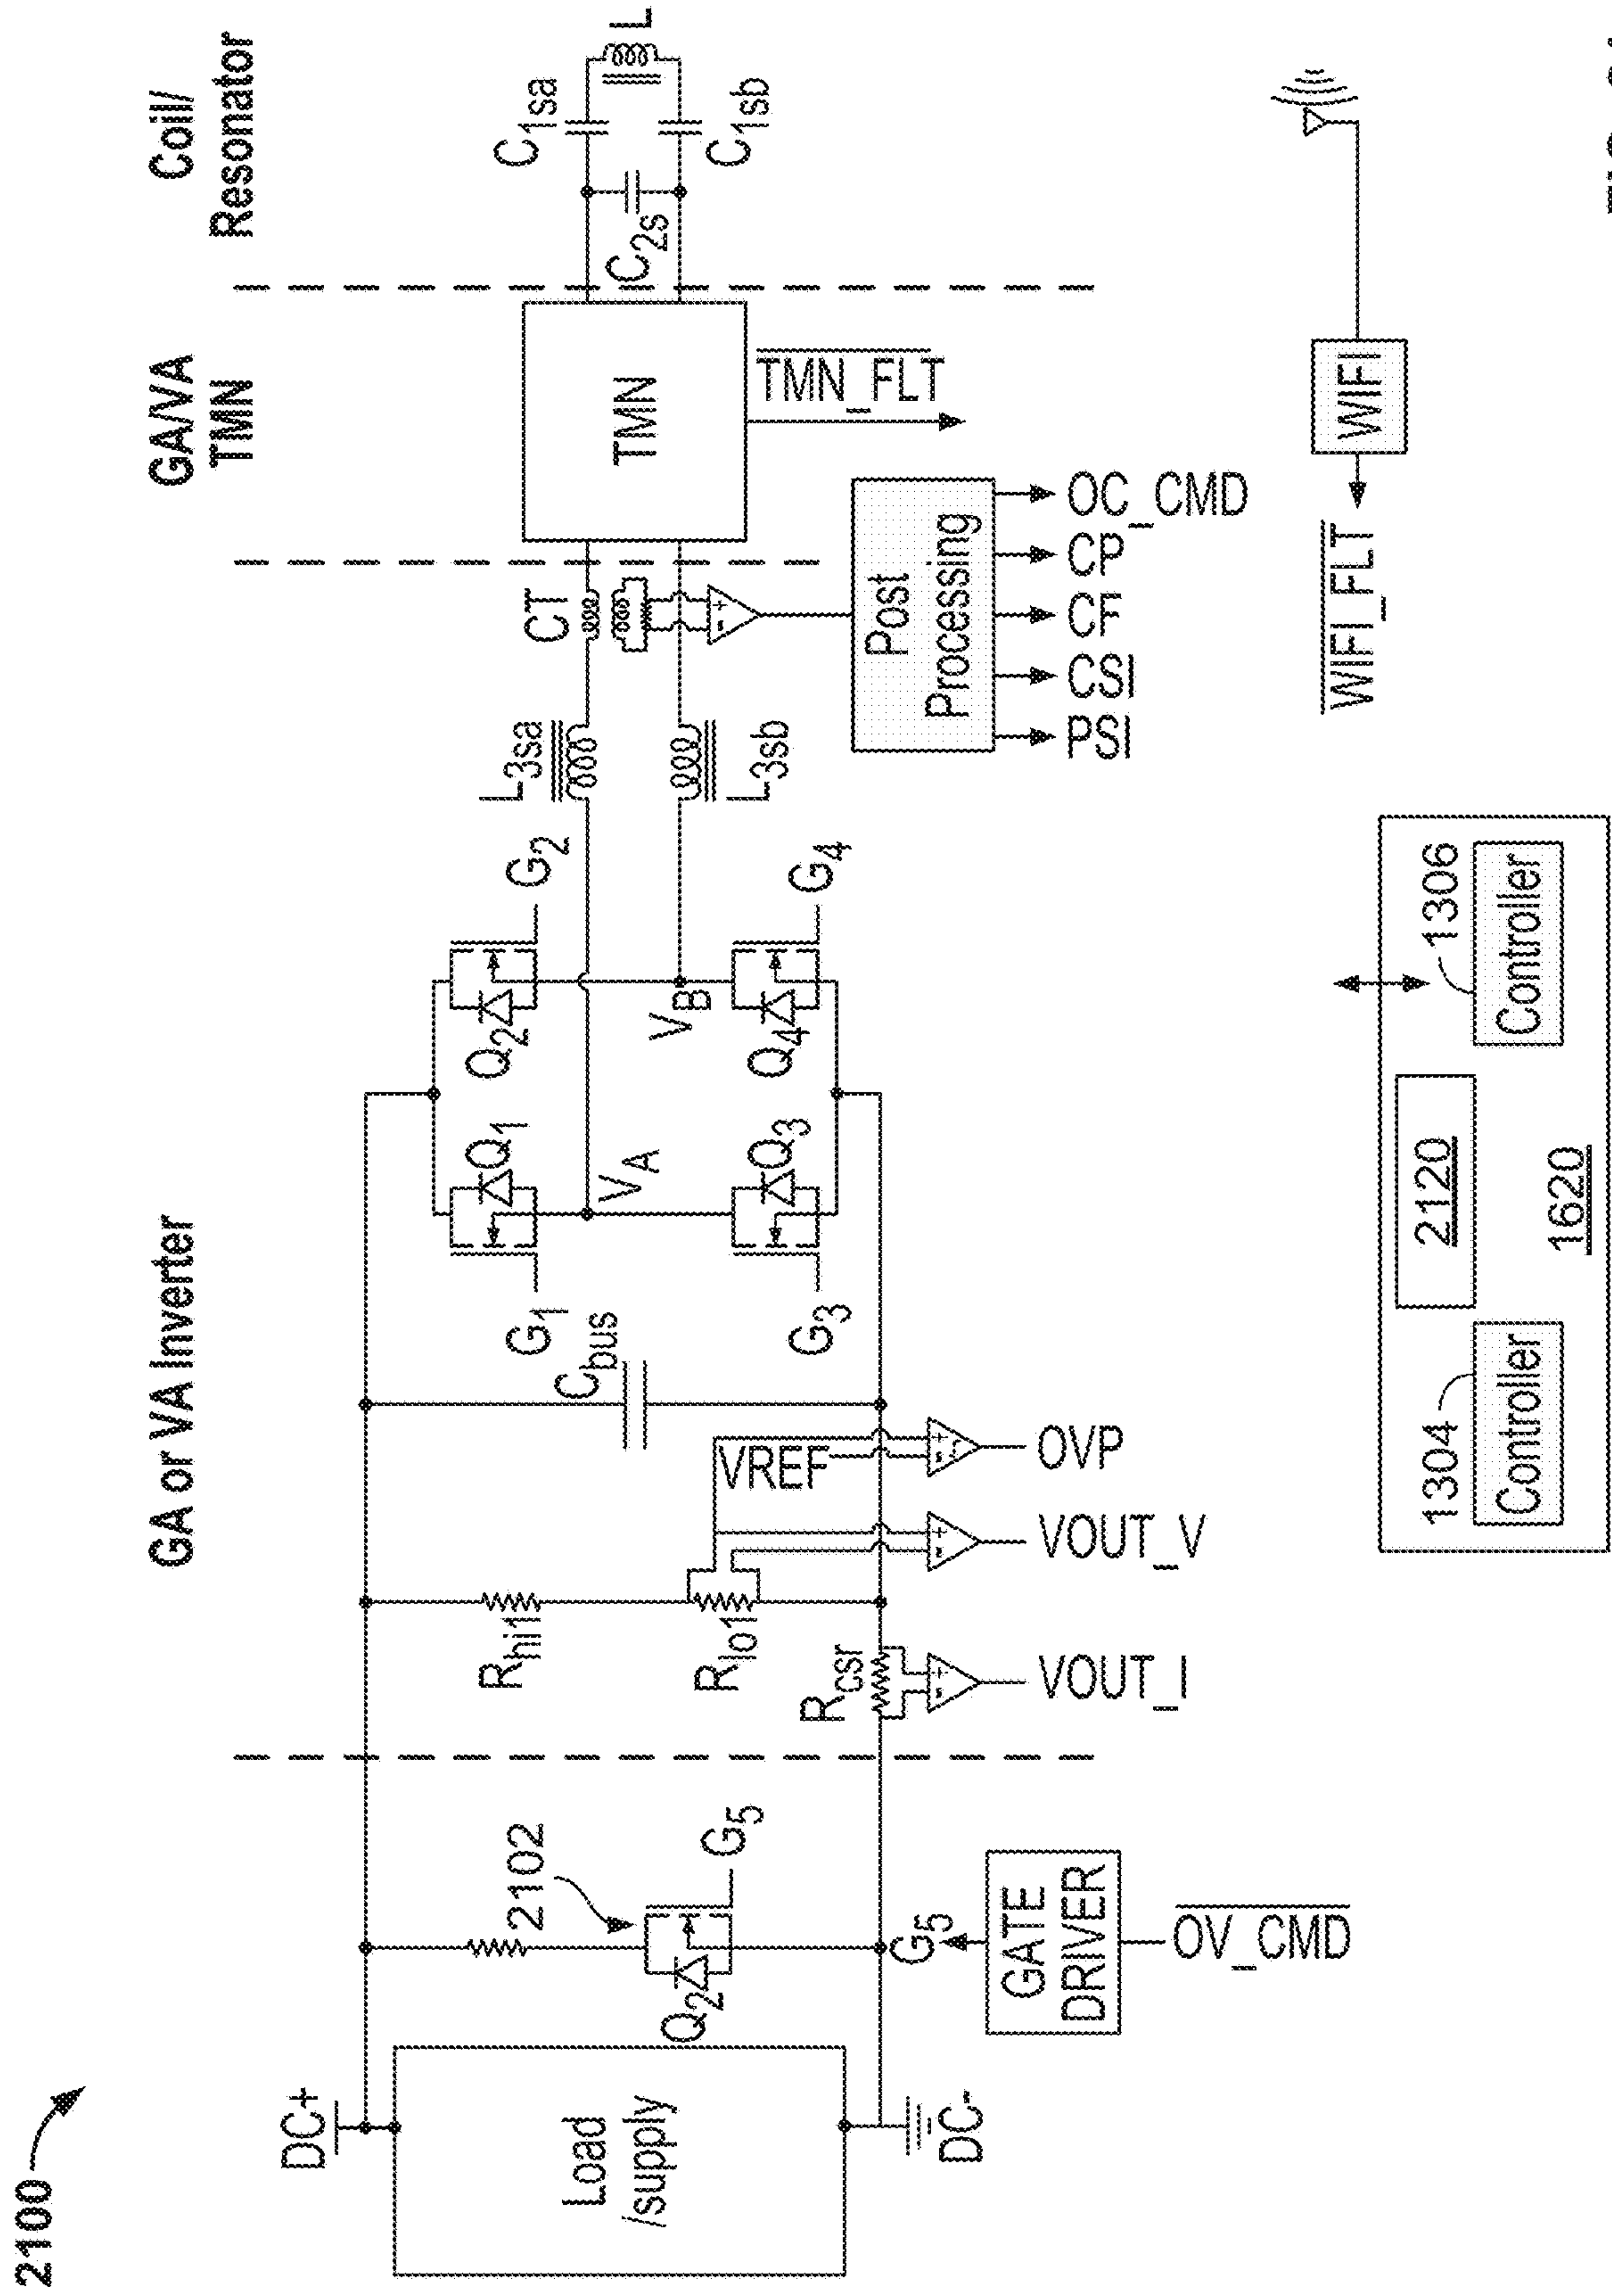 2100
GA or VA Inverter
GA/VA
TMN
Coil/
Resonator
DC+
Load
/supply
DC-
2102
Q2
G5
G5
GATE
DRIVER
OV_CMD
Rhi1
Rlo1
Rcsr
VOUT_I
VOUT_V
VREF
OVP
Cbus
G1
Q1
Q2
G2
VA
VB
G3
Q3
Q4
G4
L3sa
L3sb
CT
TMN
TMN_FLT
Post
Processing
PSI
CSI
CF
CP
OC_CMD
C2s
C1sa
C1sb
L
WIFI_FLT
WIFI
1304
Controller
2120
1620
1306
Controller